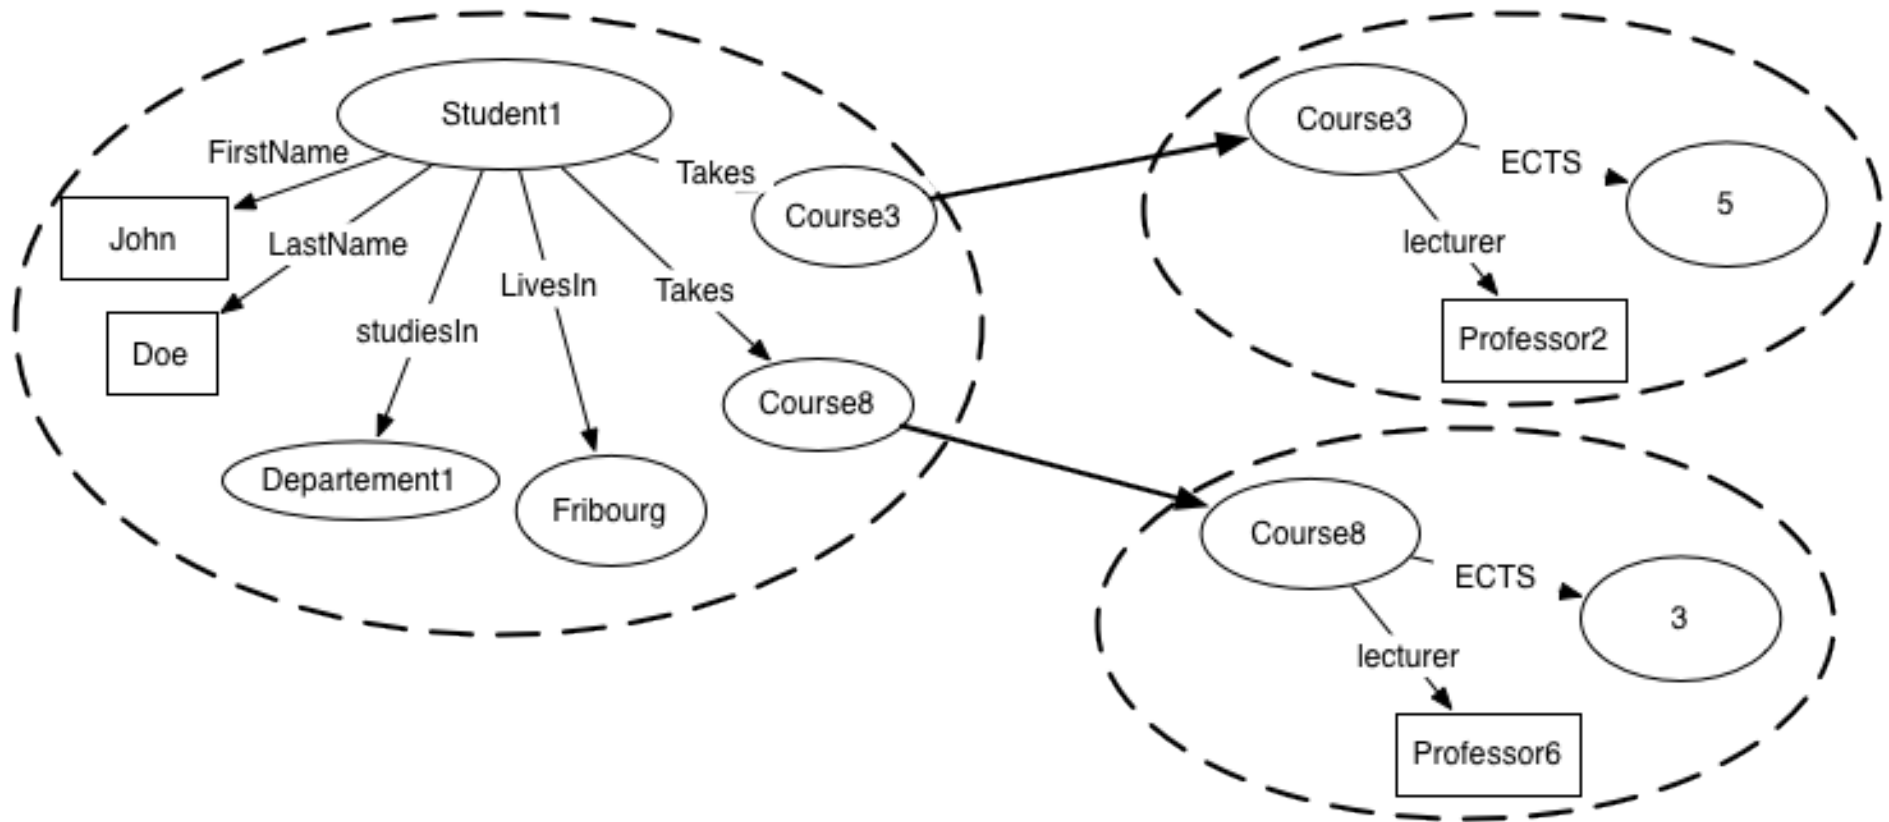 Student1
FirstName
Takes
John
LastName
Course3
LivesIn
Takes
studiesIn
Doe
Course8
Departement1
Fribourg
Course3
ECTS
5
lecturer
Professor2
Course8
ECTS
3
lecturer
Professor6